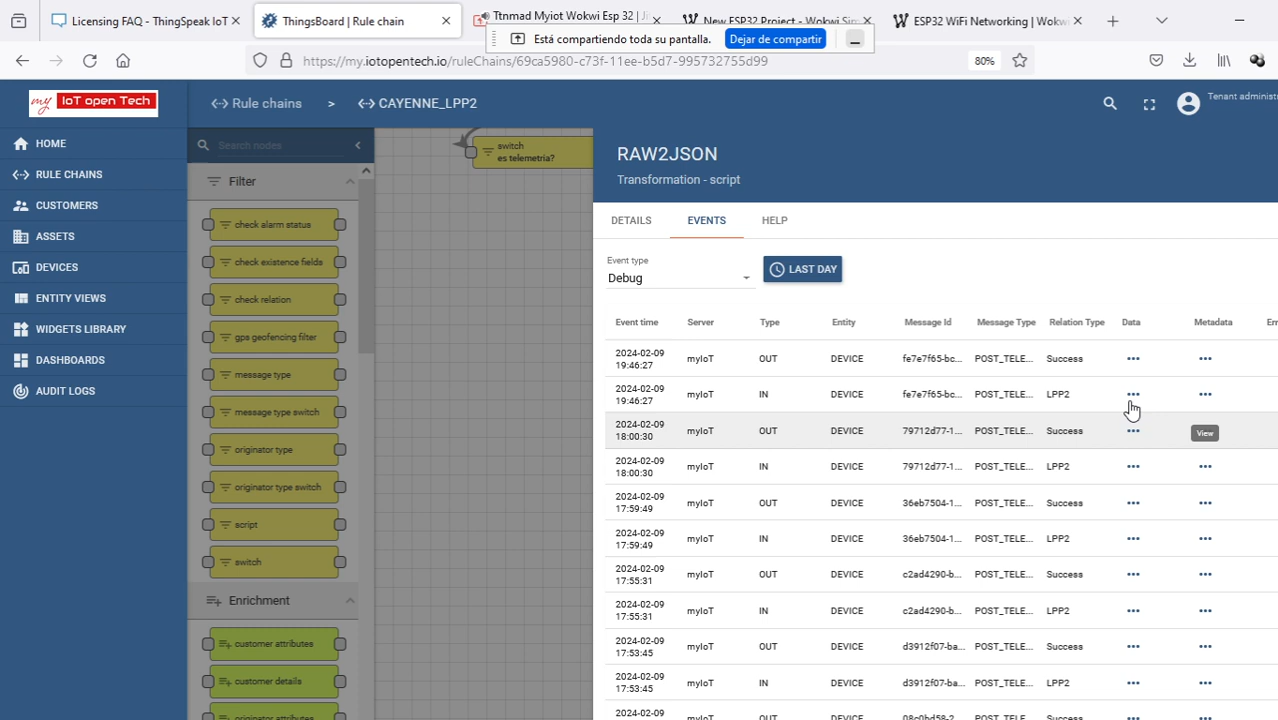 Licensing FAQ - ThingSpeak IoT
ThingsBoard | Rule chain
Ttnmad Myiot Wokwi Esp 32 | Ji
New ESP32 Project - Wokwi Sim
ESP32 WiFi Networking | Wokwi
Está compartiendo toda su pantalla.
Dejar de compartir
https://my.iotopentech.io/ruleChains/69ca5980-c73f-11ee-b5d7-995732755d99
80%
my IoT open Tech
Rule chains > CAYENNE_LPP2
Tenant administr
HOME
RULE CHAINS
CUSTOMERS
ASSETS
DEVICES
ENTITY VIEWS
WIDGETS LIBRARY
DASHBOARDS
AUDIT LOGS
Search nodes
Filter
check alarm status
check existence fields
check relation
gps geofencing filter
message type
message type switch
originator type
originator type switch
script
switch
Enrichment
customer attributes
customer details
originator attributes
switch
es telemetria?
RAW2JSON
Transformation - script
DETAILS EVENTS HELP
Event type
Debug
LAST DAY
Event time Server Type Entity Message Id Message Type Relation Type Data Metadata Er
2024-02-09
19:46:27 myIoT OUT DEVICE fe7e7f65-bc... POST_TELE... Success ...
2024-02-09
19:46:27 myIoT IN DEVICE fe7e7f65-bc... POST_TELE... LPP2 ...
2024-02-09
18:00:30 myIoT OUT DEVICE 79712d77-1... POST_TELE... Success ...
View
2024-02-09
18:00:30 myIoT IN DEVICE 79712d77-1... POST_TELE... LPP2 ...
2024-02-09
17:59:49 myIoT OUT DEVICE 36eb7504-1... POST_TELE... Success ...
2024-02-09
17:59:49 myIoT IN DEVICE 36eb7504-1... POST_TELE... LPP2 ...
2024-02-09
17:55:31 myIoT OUT DEVICE c2ad4290-b... POST_TELE... Success ...
2024-02-09
17:55:31 myIoT IN DEVICE c2ad4290-b... POST_TELE... LPP2 ...
2024-02-09
17:53:45 myIoT OUT DEVICE d3912f07-ba... POST_TELE... Success ...
2024-02-09
17:53:45 myIoT IN DEVICE d3912f07-ba... POST_TELE... LPP2 ...
2024-02-09
myIoT OUT DEVICE 08c0bd58-2... POST_TELE... Success ...